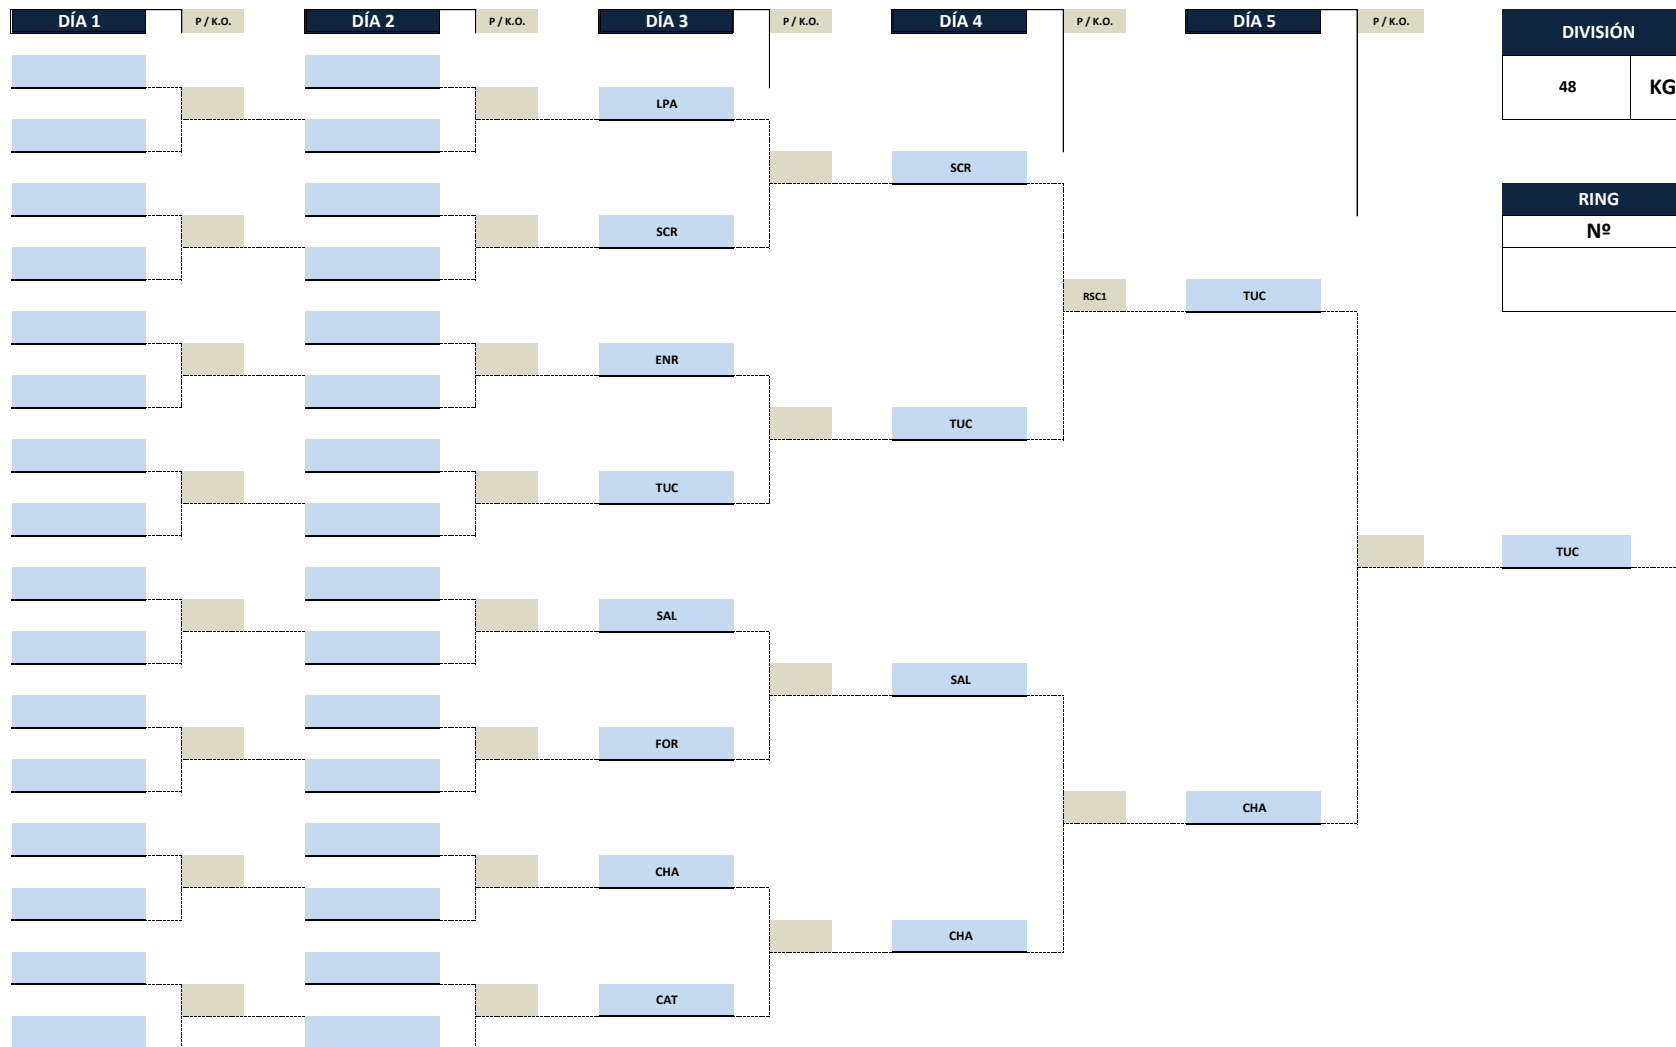 DÍA 1 P / K.O. DÍA 2 P / K.O. DÍA 3 P / K.O. DÍA 4 P / K.O. DÍA 5 P / K.O. DIVISIÓN
48 KG
LPA
SCR
RING
SCR
Nº
RSC1 TUC
ENR
TUC
TUC
TUC
SAL
SAL
FOR
CHA
CHA
CHA
CAT